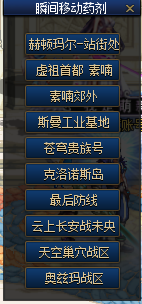 瞬间移动药剂
赫顿玛尔-站街处
虚祖首都 素喃
素喃郊外
斯曼工业基地
苍穹贵族号
克洛诺斯岛
最后防线
云上长安战未央
天空巢穴战区
奥兹玛战区